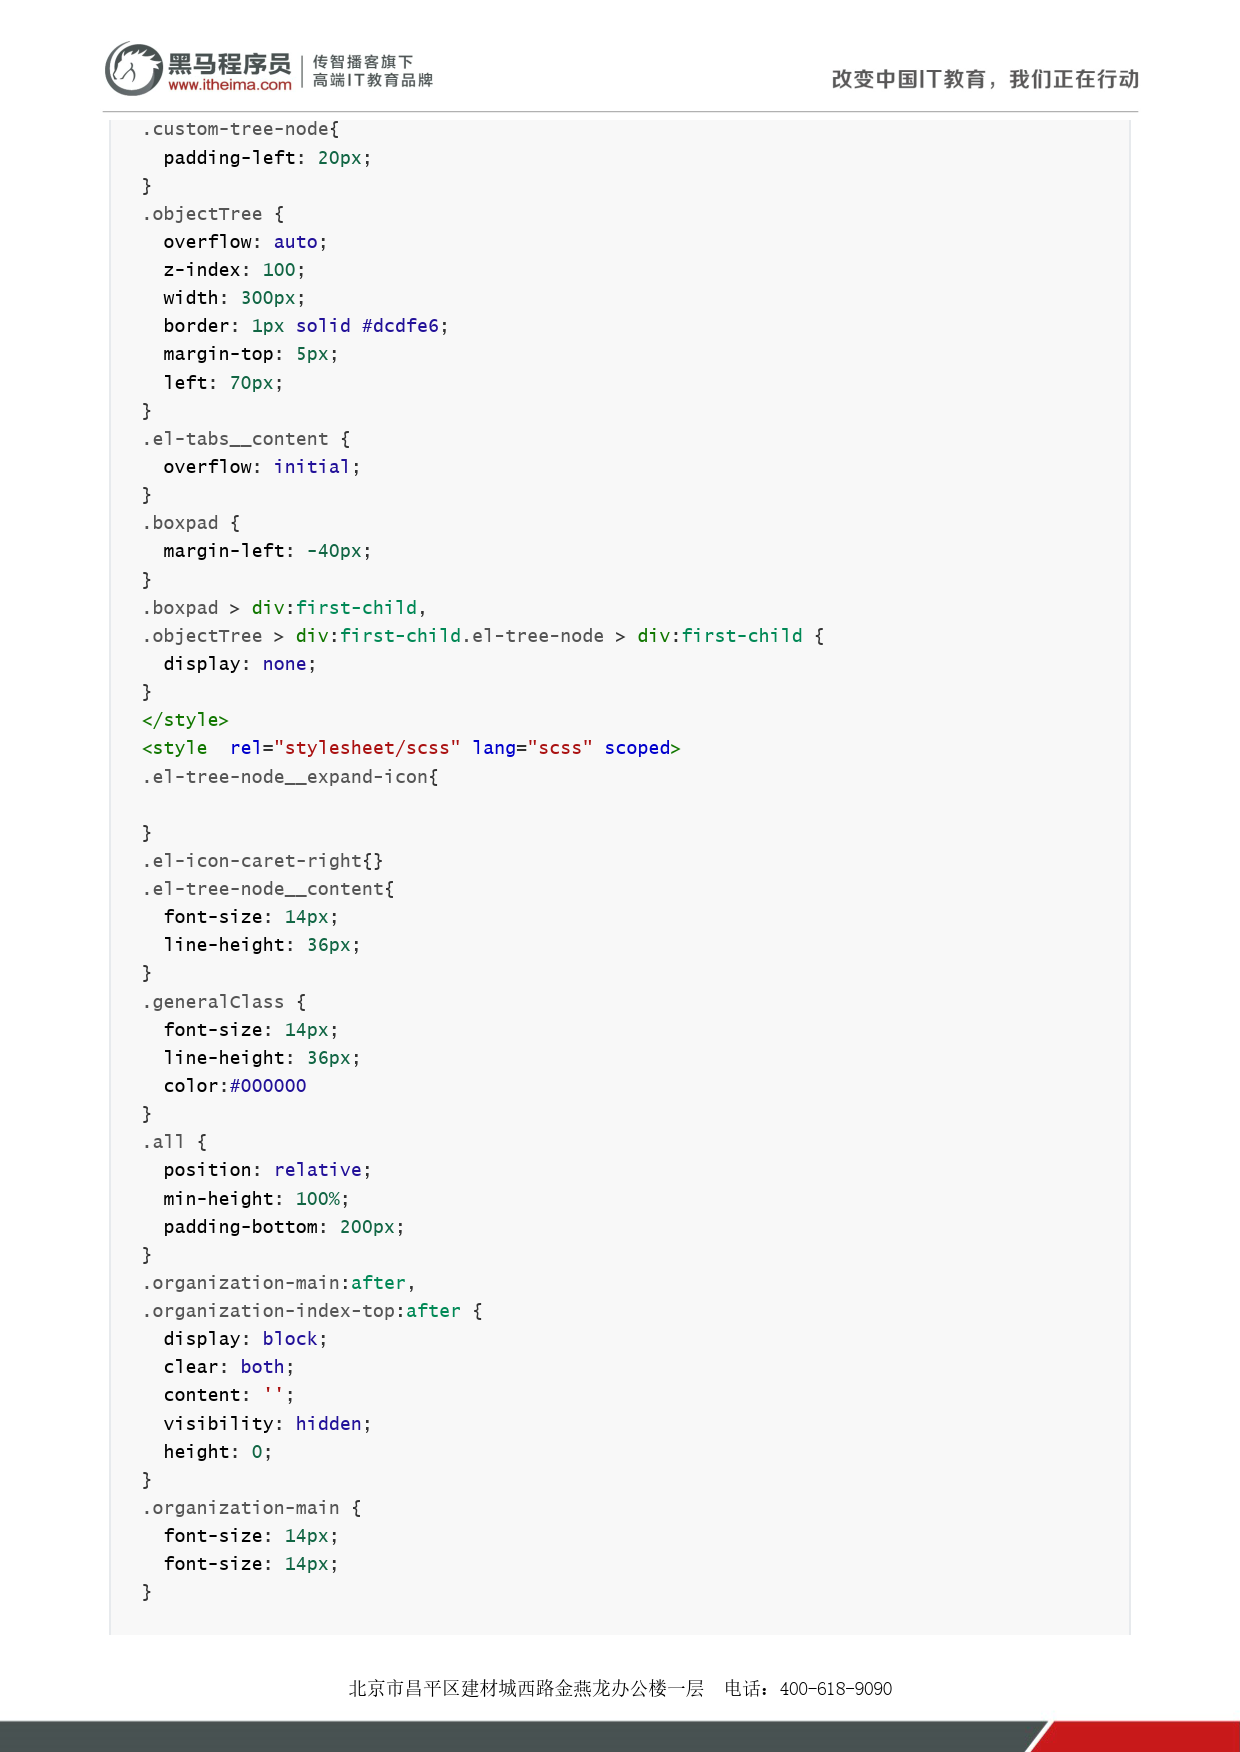 黑马程序员
www.itheima.com
传智播客旗下
高端IT教育品牌
改变中国IT教育，我们正在行动
.custom-tree-node{
  padding-left: 20px;
}
.objectTree {
  overflow: auto;
  z-index: 100;
  width: 300px;
  border: 1px solid #dcdfe6;
  margin-top: 5px;
  left: 70px;
}
.el-tabs__content {
  overflow: initial;
}
.boxpad {
  margin-left: -40px;
}
.boxpad > div:first-child,
.objectTree > div:first-child.el-tree-node > div:first-child {
  display: none;
}
</style>
<style  rel="stylesheet/scss" lang="scss" scoped>
.el-tree-node__expand-icon{

}
.el-icon-caret-right{}
.el-tree-node__content{
  font-size: 14px;
  line-height: 36px;
}
.generalClass {
  font-size: 14px;
  line-height: 36px;
  color:#000000
}
.all {
  position: relative;
  min-height: 100%;
  padding-bottom: 200px;
}
.organization-main:after,
.organization-index-top:after {
  display: block;
  clear: both;
  content: '';
  visibility: hidden;
  height: 0;
}
.organization-main {
  font-size: 14px;
  font-size: 14px;
}
北京市昌平区建材城西路金燕龙办公楼一层 电话：400-618-9090